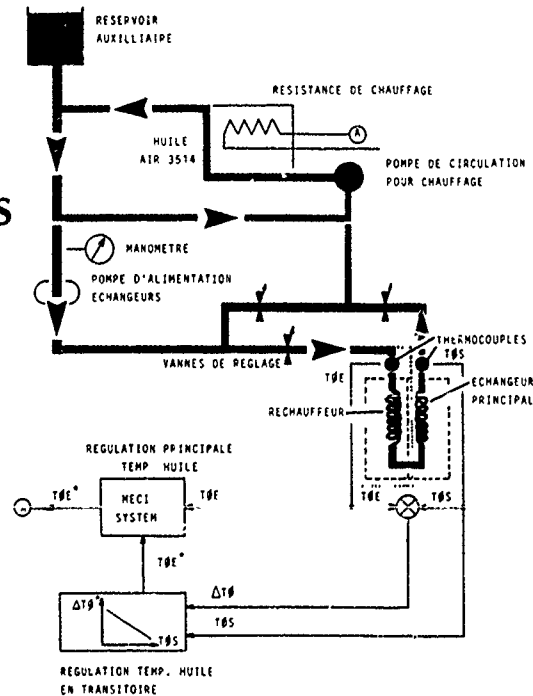 RESERVOIR
AUXILLIAIRE
RESISTANCE DE CHAUFFAGE
A
HUILE
AIR 3514
POMPE DE CIRCULATION
POUR CHAUFFAGE
S
MANOMETRE
POMPE D'ALIMENTATION
ECHANGEURS
VANNES DE REGLAGE
THERMOCOUPLES
TØE
TØS
ECHANGEUR
PRINCIPAL
RECHAUFFEUR
REGULATION PRINCIPALE
TEMP HUILE
TØE*
MECI
SYSTEM
TØE
TØE
TØS
TØE*
ΔTØ
ΔTØ*
TØS
TØS
REGULATION TEMP. HUILE
EN TRANSITOIRE